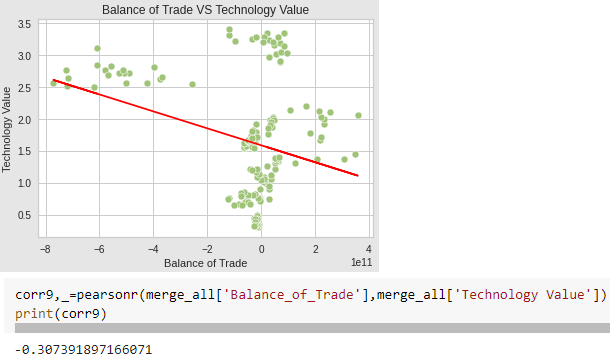 Balance of Trade VS Technology Value
3.5
3.0
2.5
2.0
1.5
1.0
0.5
Technology Value
−8
−6
−4
−2
0
2
4
1e11
Balance of Trade
corr9,_=pearsonr(merge_all['Balance_of_Trade'],merge_all['Technology Value'])
print(corr9)
-0.307391897166071